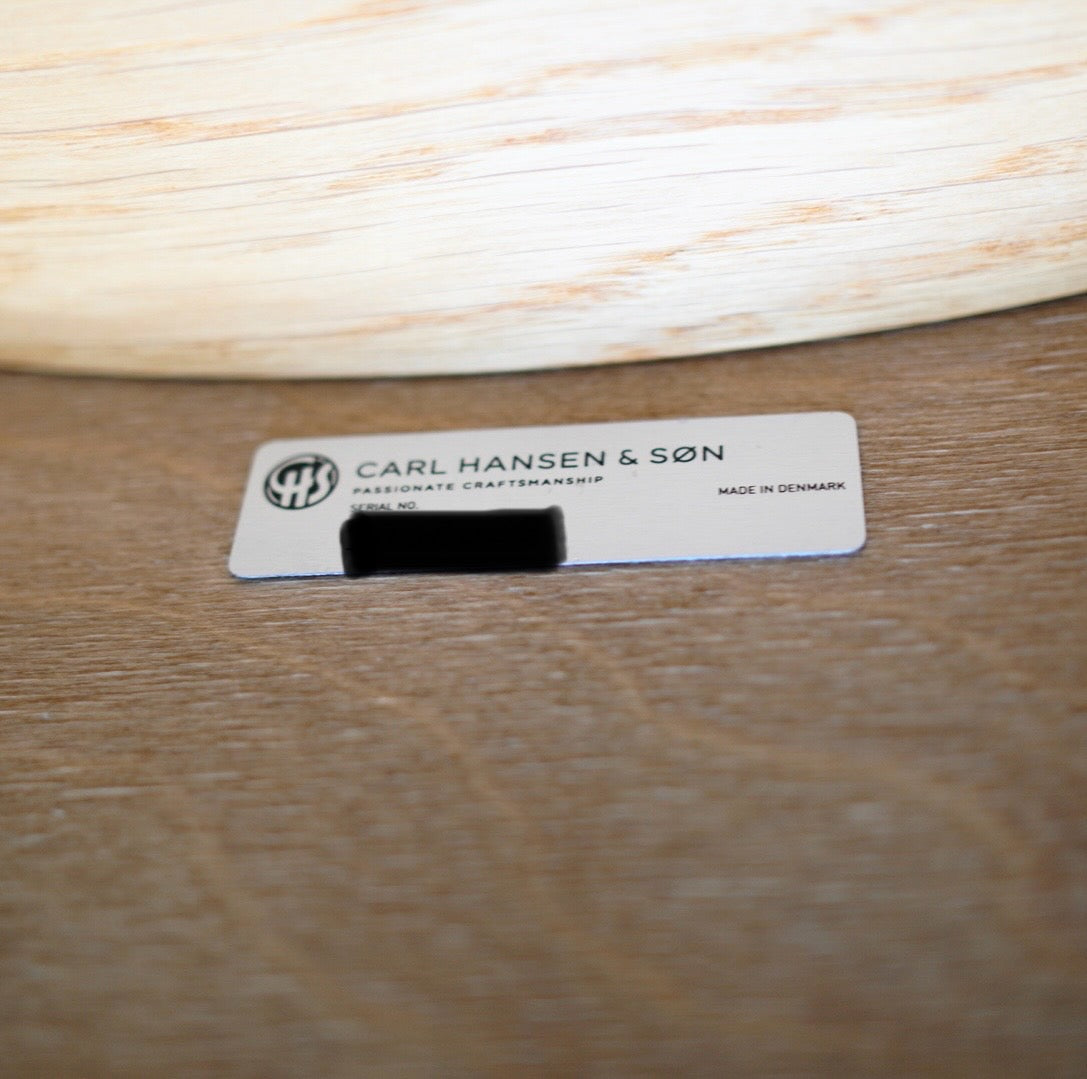 CHS
CARL HANSEN & SØN
PASSIONATE CRAFTSMANSHIP
SERIAL NO.
MADE IN DENMARK